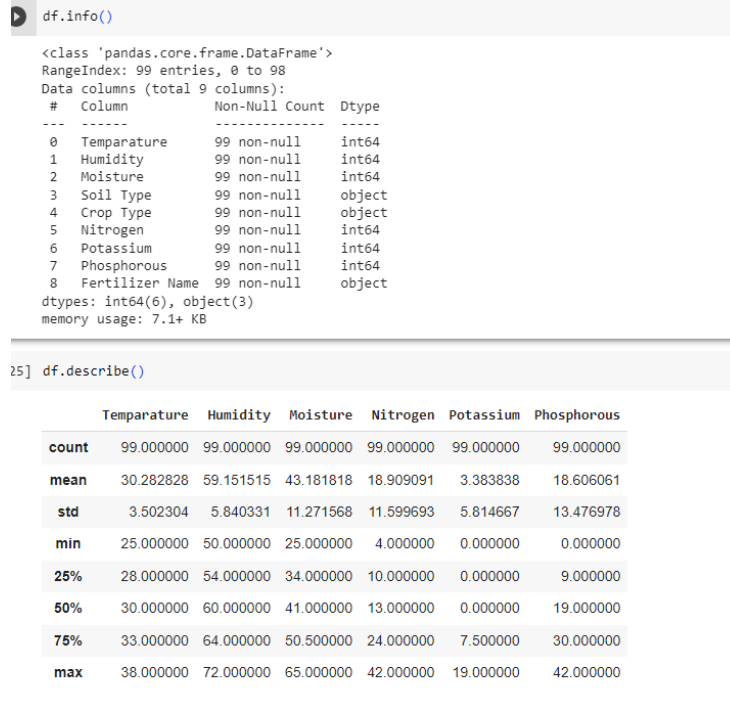 df.info()
<class 'pandas.core.frame.DataFrame'>
RangeIndex: 99 entries, 0 to 98
Data columns (total 9 columns):
 #   Column           Non-Null Count  Dtype
---  ------           --------------  -----
 0   Temparature      99 non-null     int64
 1   Humidity         99 non-null     int64
 2   Moisture         99 non-null     int64
 3   Soil Type        99 non-null     object
 4   Crop Type        99 non-null     object
 5   Nitrogen         99 non-null     int64
 6   Potassium        99 non-null     int64
 7   Phosphorous      99 non-null     int64
 8   Fertilizer Name  99 non-null     object
dtypes: int64(6), object(3)
memory usage: 7.1+ KB
25] df.describe()
Temparature Humidity Moisture Nitrogen Potassium Phosphorous
count 99.000000 99.000000 99.000000 99.000000 99.000000 99.000000
mean 30.282828 59.151515 43.181818 18.909091 3.383838 18.606061
std 3.502304 5.840331 11.271568 11.599693 5.814667 13.476978
min 25.000000 50.000000 25.000000 4.000000 0.000000 0.000000
25% 28.000000 54.000000 34.000000 10.000000 0.000000 9.000000
50% 30.000000 60.000000 41.000000 13.000000 0.000000 19.000000
75% 33.000000 64.000000 50.500000 24.000000 7.500000 30.000000
max 38.000000 72.000000 65.000000 42.000000 19.000000 42.000000